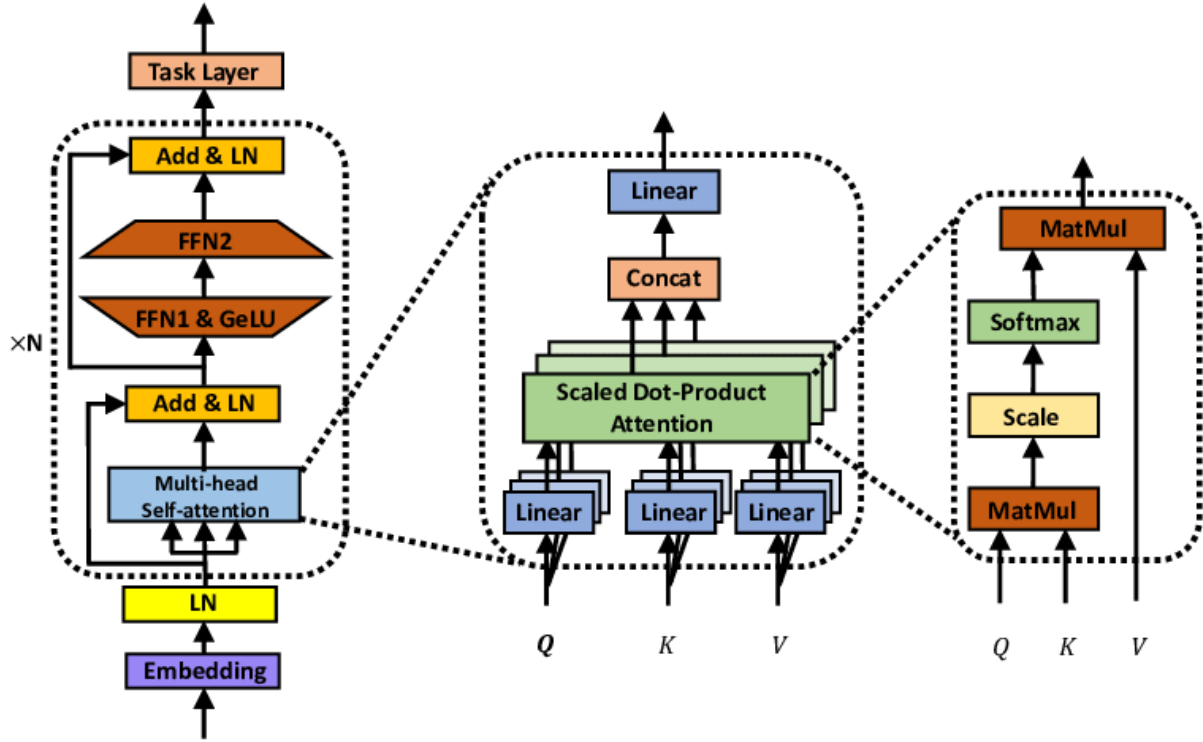 Task Layer
Add & LN
FFN2
FFN1 & GeLU
×N
Add & LN
Multi-head
Self-attention
LN
Embedding
Linear
Concat
Scaled Dot-Product
Attention
Linear
Linear
Linear
Q
K
V
MatMul
Softmax
Scale
MatMul
Q
K
V